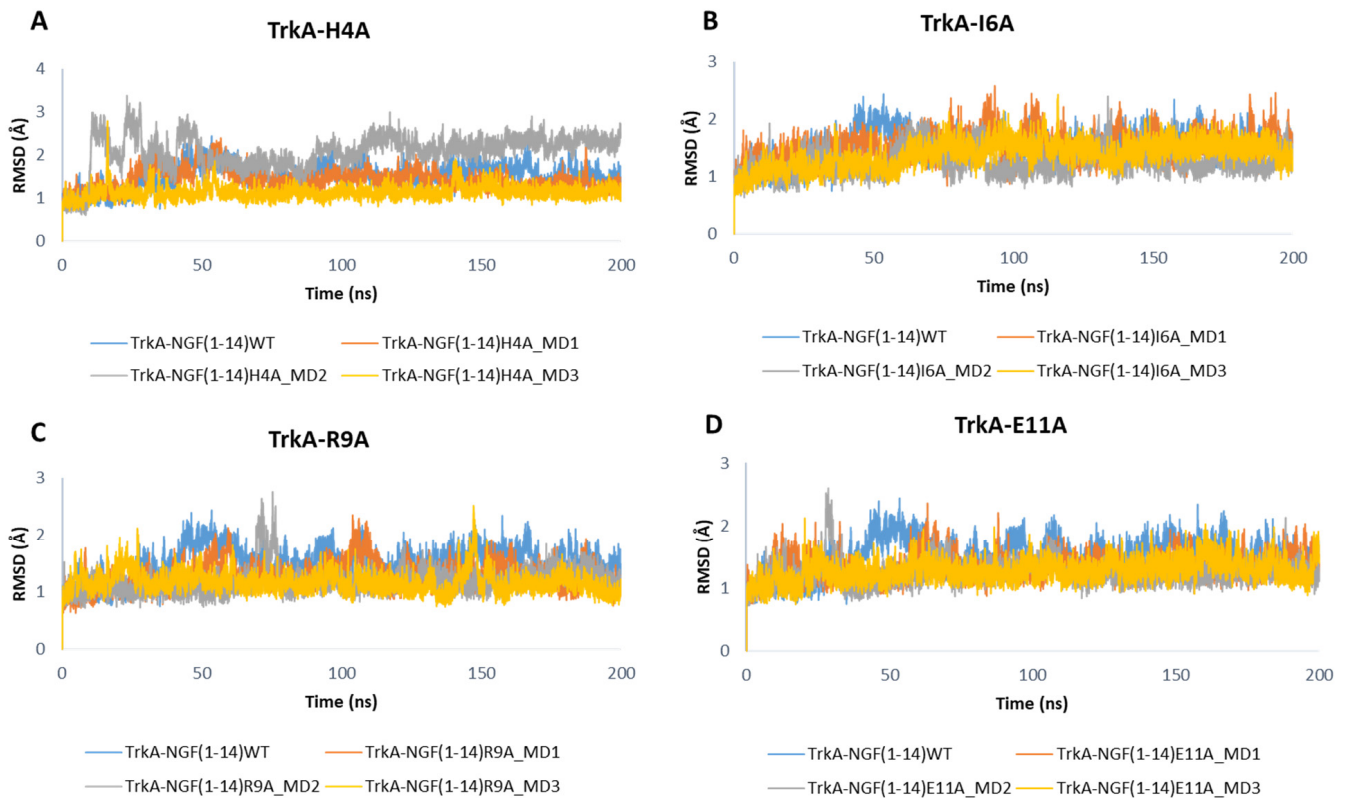 A
TrkA-H4A
4
3
2
1
0
RMSD (Å)
0 50 100 150 200
Time (ns)
TrkA-NGF(1-14)WT TrkA-NGF(1-14)H4A_MD1
TrkA-NGF(1-14)H4A_MD2 TrkA-NGF(1-14)H4A_MD3
B
TrkA-I6A
3
2
1
0
RMSD (Å)
0 50 100 150 200
Time (ns)
TrkA-NGF(1-14)WT TrkA-NGF(1-14)I6A_MD1
TrkA-NGF(1-14)I6A_MD2 TrkA-NGF(1-14)I6A_MD3
C
TrkA-R9A
3
2
1
0
RMSD (Å)
0 50 100 150 200
Time (ns)
TrkA-NGF(1-14)WT TrkA-NGF(1-14)R9A_MD1
TrkA-NGF(1-14)R9A_MD2 TrkA-NGF(1-14)R9A_MD3
D
TrkA-E11A
3
2
1
0
RMSD (Å)
0 50 100 150 200
Time (ns)
TrkA-NGF(1-14)WT TrkA-NGF(1-14)E11A_MD1
TrkA-NGF(1-14)E11A_MD2 TrkA-NGF(1-14)E11A_MD3